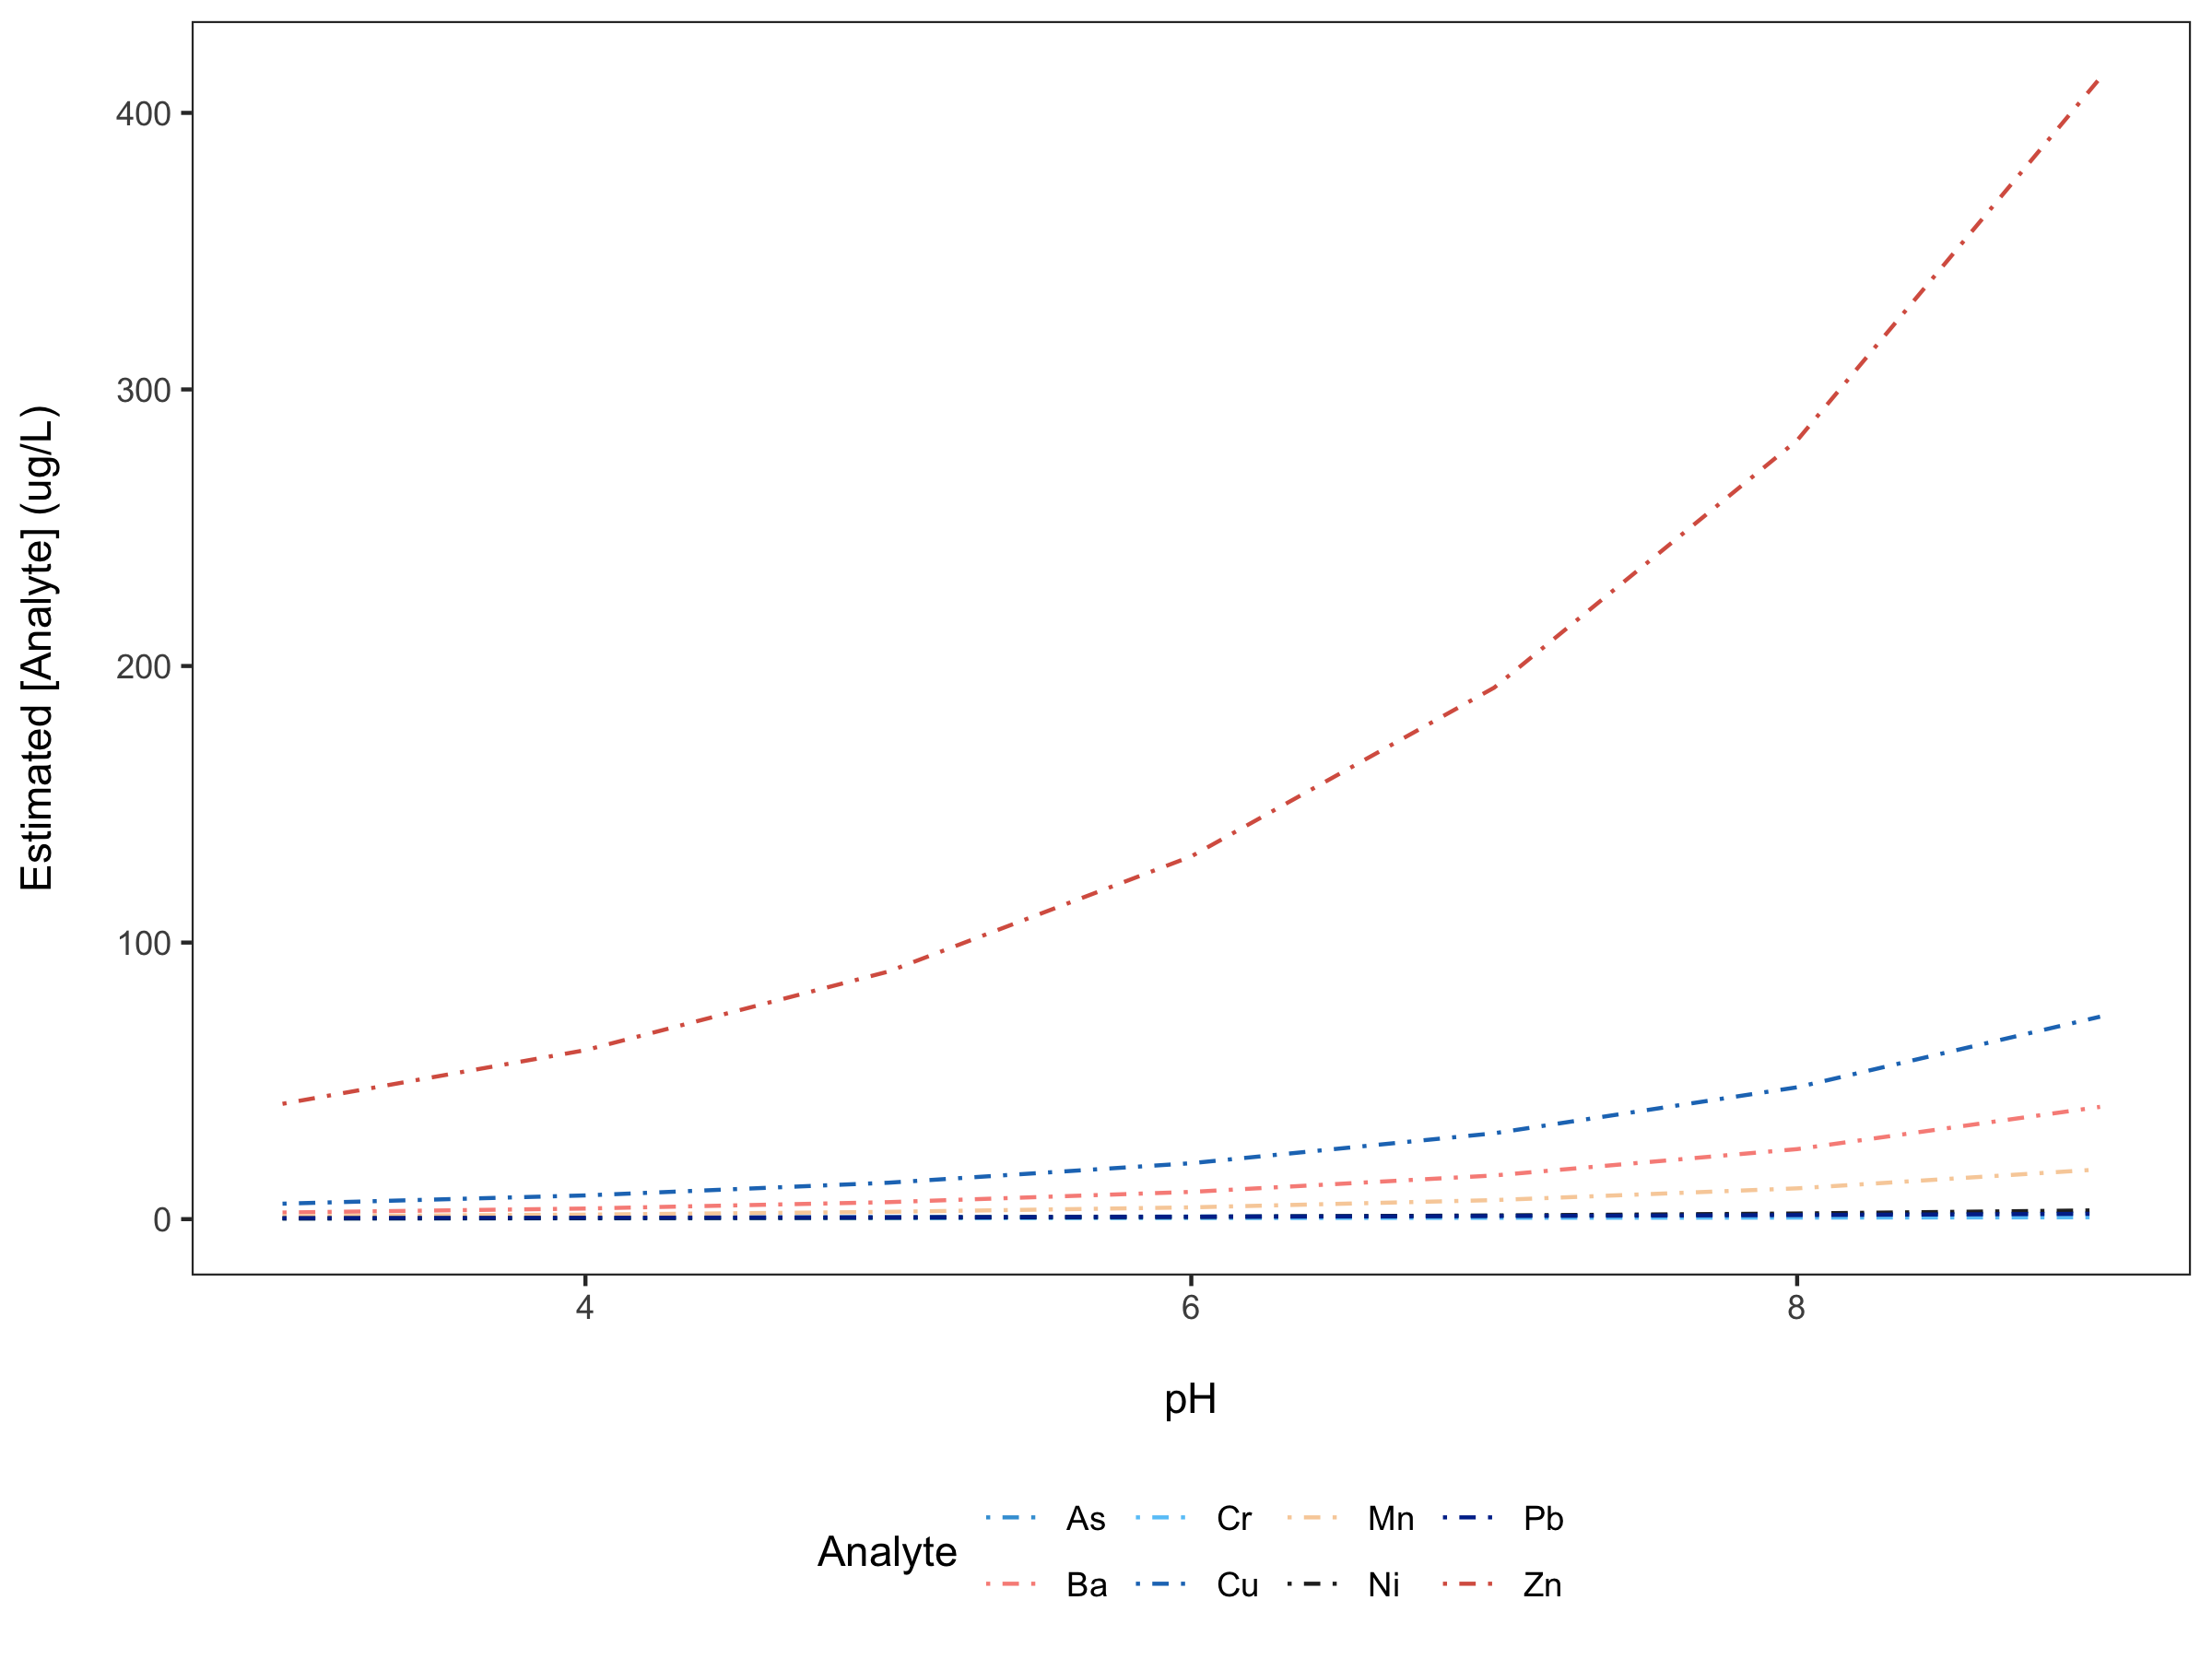 Estimated [Analyte] (ug/L)
400
300
200
100
0
4 6 8
pH
Analyte
As Cr Mn Pb
Ba Cu Ni Zn